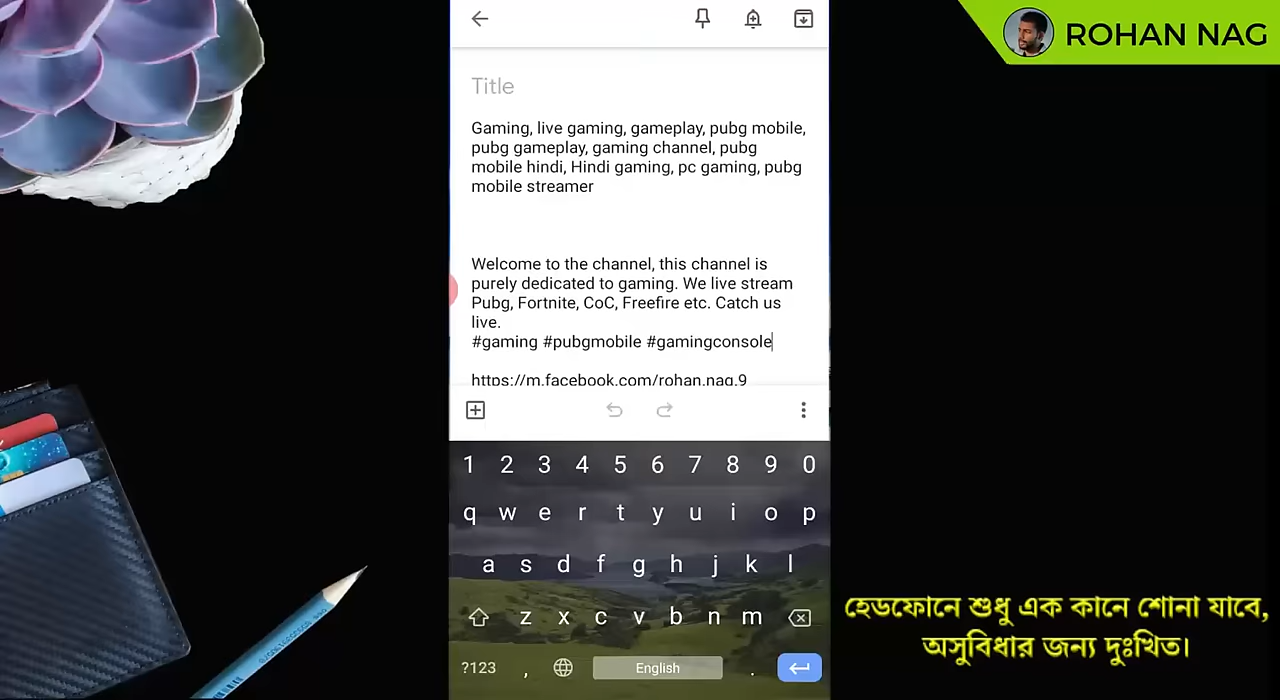 ROHAN NAG
Title
Gaming, live gaming, gameplay, pubg mobile,
pubg gameplay, gaming channel, pubg
mobile hindi, Hindi gaming, pc gaming, pubg
mobile streamer
Welcome to the channel, this channel is
purely dedicated to gaming. We live stream
Pubg, Fortnite, CoC, Freefire etc. Catch us
live.
#gaming #pubgmobile #gamingconsole
https://m.facebook.com/rohan.nag.9
1 2 3 4 5 6 7 8 9 0
q w e r t y u i o p
a s d f g h j k l
z x c v b n m
?123 , English .
হেডফোনে শুধু এক কানে শোনা যাবে,
অসুবিধার জন্য দুঃখিত।